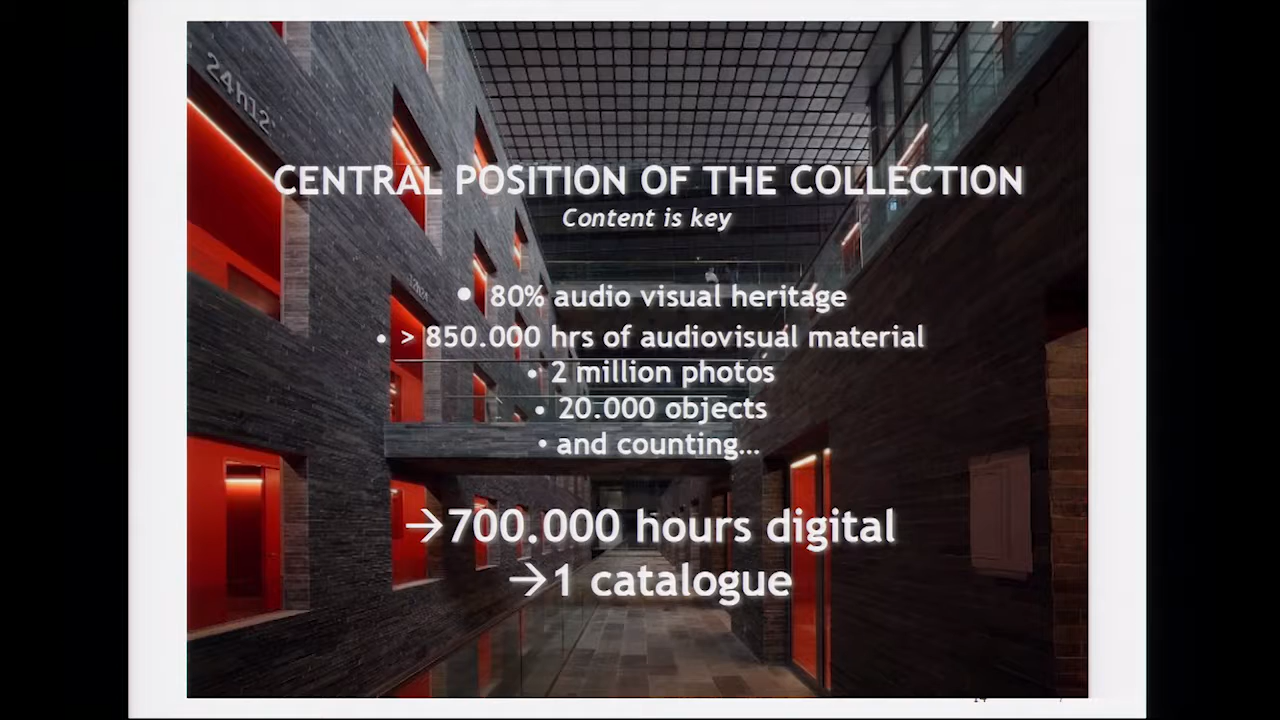 24h12
CENTRAL POSITION OF THE COLLECTION
Content is key
• 80% audio visual heritage
• > 850.000 hrs of audiovisual material
• 2 million photos
• 20.000 objects
• and counting…
→700.000 hours digital
→1 catalogue